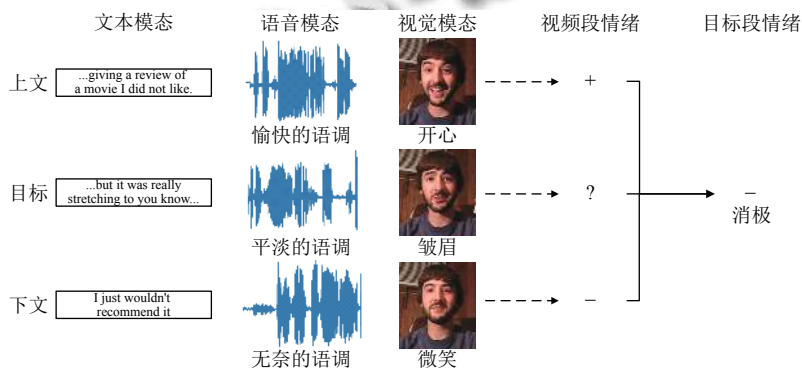 文本模态 语音模态 视觉模态 视频段情绪 目标段情绪
上文
...giving a review of
a movie I did not like.
+
愉快的语调 开心
目标
...but it was really
stretching to you know...
?
−
消极
平淡的语调 皱眉
下文
I just wouldn't
recommend it
−
无奈的语调 微笑